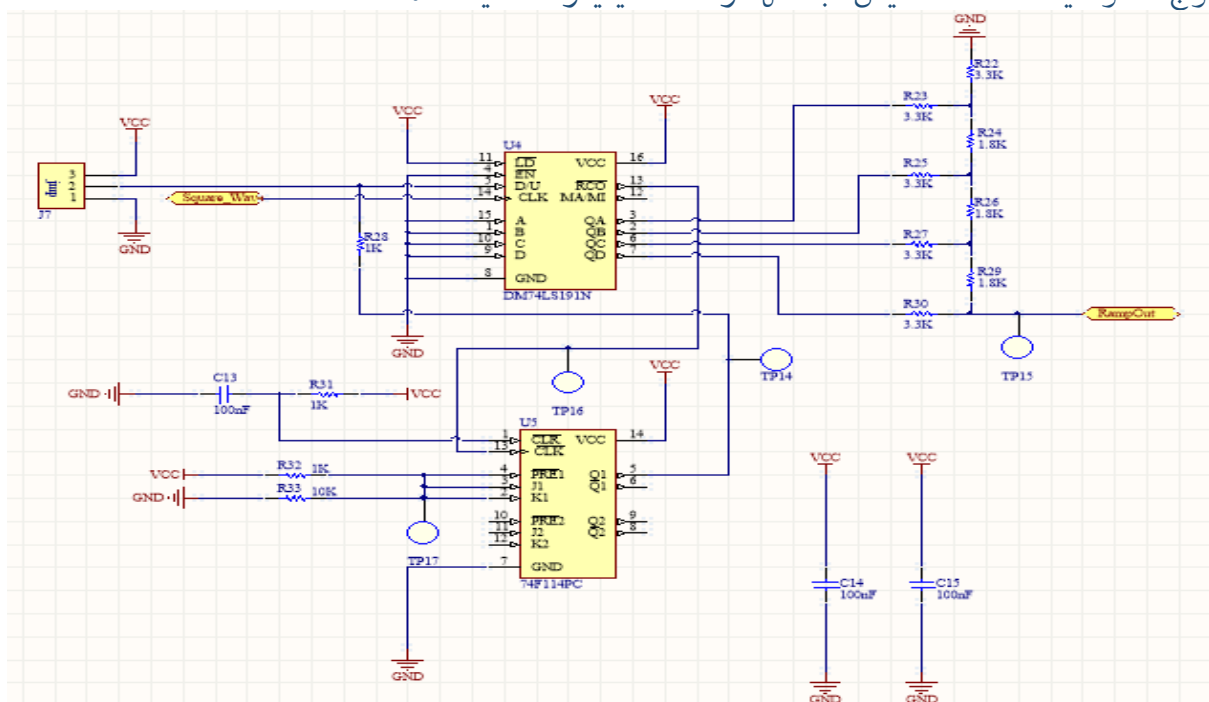 GND
R22
3.3K
R23
3.3K
R24
1.8K
R25
3.3K
R26
1.8K
R27
3.3K
R29
1.8K
R30
3.3K
RampOut
TP15
VCC
VCC
VCC
3
2
1
J7
GND
Square_Wav
R28
1K
U4
11 LD VCC 16
4 EN RCO 13
5 D/U MA/MI 12
14 CLK
15 A QA 3
1 B QB 2
10 C QC 6
9 D QD 7
8 GND
DM74LS191N
GND
TP14
TP16
VCC
GND
C13
100nF
R31
1K
VCC
U5
1 CLR VCC 14
13 CLK
4 PRE1 Q1 5
3 J1 Q1 6
2 K1
10 PRE2 Q2 9
11 J2 Q2 8
12 K2
7 GND
74F114PC
VCC
R32 1K
GND
R33 10K
TP17
GND
VCC
C14
100nF
GND
VCC
C15
100nF
GND